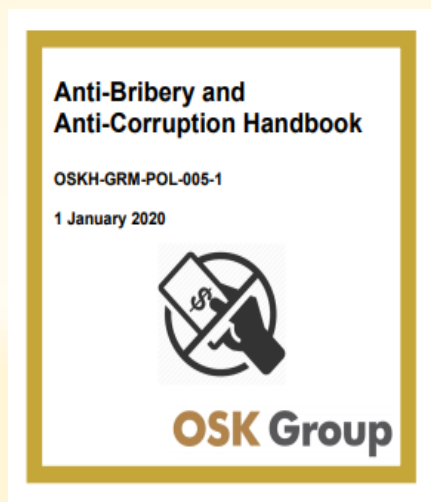 Anti-Bribery and
Anti-Corruption Handbook
OSKH-GRM-POL-005-1
1 January 2020
$
OSK Group